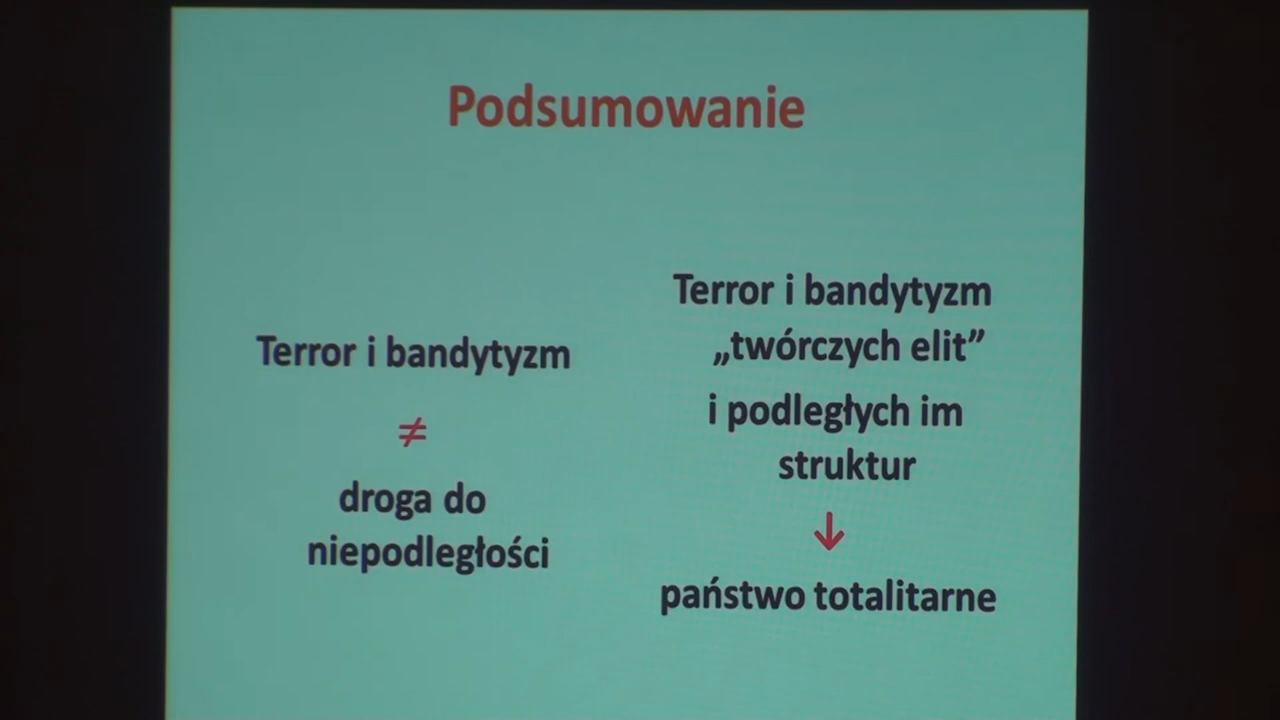 Podsumowanie
Terror i bandytyzm
≠
droga do
niepodległości
Terror i bandytyzm
„twórczych elit”
i podległych im
struktur
↓
państwo totalitarne